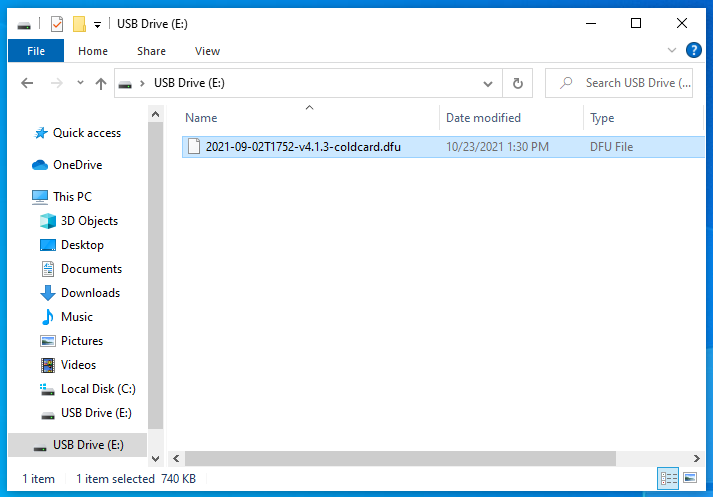 USB Drive (E:)
File Home Share View
USB Drive (E:)
Search USB Drive (...
Name Date modified Type
2021-09-02T1752-v4.1.3-coldcard.dfu 10/23/2021 1:30 PM DFU File
Quick access
OneDrive
This PC
3D Objects
Desktop
Documents
Downloads
Music
Pictures
Videos
Local Disk (C:)
USB Drive (E:)
USB Drive (E:)
1 item 1 item selected 740 KB